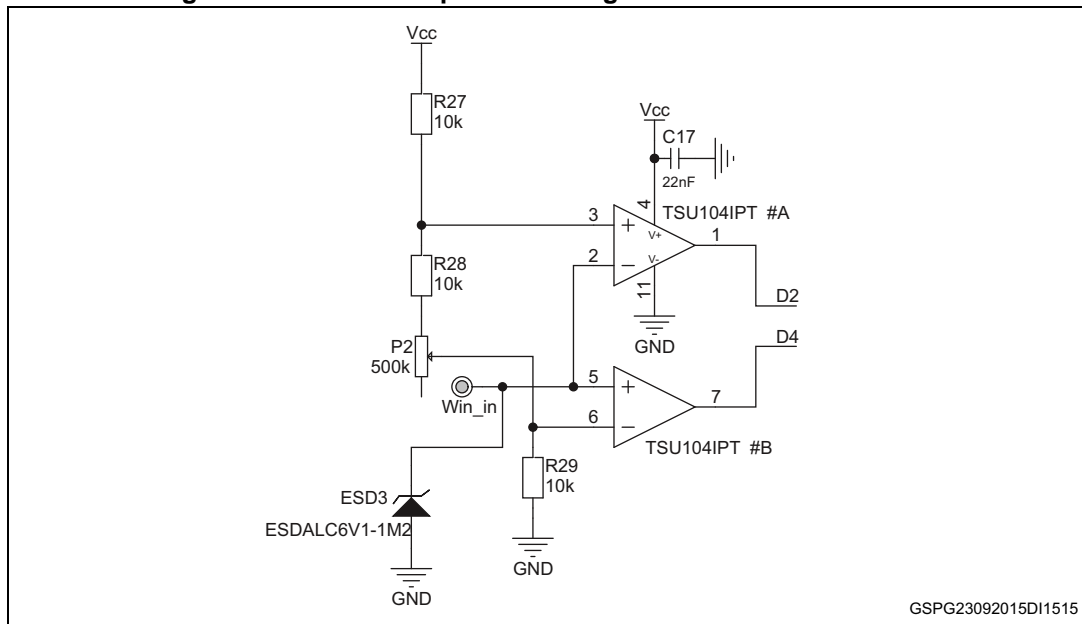 Vcc
R27
10k
Vcc
C17
22nF
4
TSU104IPT #A
3
+
V+
1
2
−
V-
R28
10k
11
D2
GND
D4
P2
500k
Win_in
5
+
7
6
−
TSU104IPT #B
R29
10k
ESD3
ESDALC6V1-1M2
GND
GND
GSPG23092015DI1515